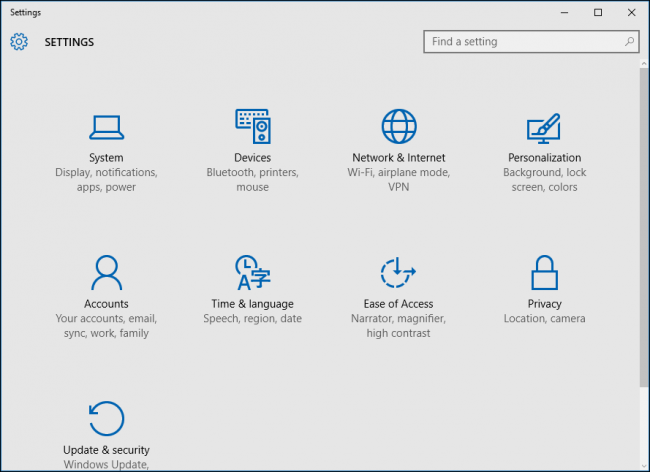 Settings
SETTINGS
Find a setting
System
Display, notifications,
apps, power
Devices
Bluetooth, printers,
mouse
Network & Internet
Wi-Fi, airplane mode,
VPN
Personalization
Background, lock
screen, colors
Accounts
Your accounts, email,
sync, work, family
Time & language
Speech, region, date
Ease of Access
Narrator, magnifier,
high contrast
Privacy
Location, camera
Update & security
Windows Update,